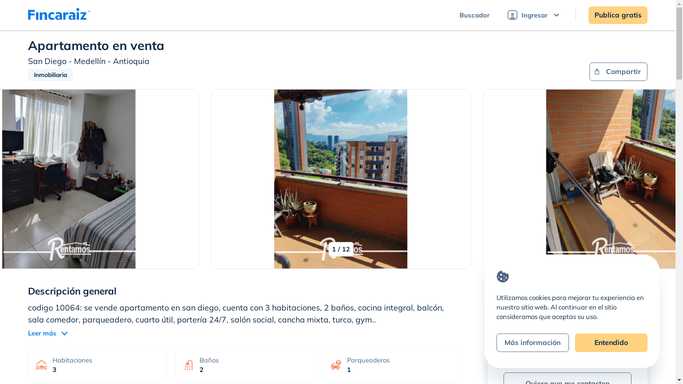 Fincaraiz
Buscador
Ingresar
Publica gratis
Apartamento en venta
San Diego - Medellín - Antioquia
Inmobiliaria
Compartir
Rentamos
Rentamos
1 / 12
Rentamos
Descripción general
codigo 10064: se vende apartamento en san diego, cuenta con 3 habitaciones, 2 baños, cocina integral, balcón,
sala comedor, parqueadero, cuarto útil, portería 24/7, salón social, cancha mixta, turco, gym..
Leer más
Habitaciones
3
Baños
2
Parqueaderos
1
Utilizamos cookies para mejorar tu experiencia en
nuestro sitio web. Al continuar en el sitio
consideramos que aceptas su uso.
Más información
Entendido
Quiero que me contacten